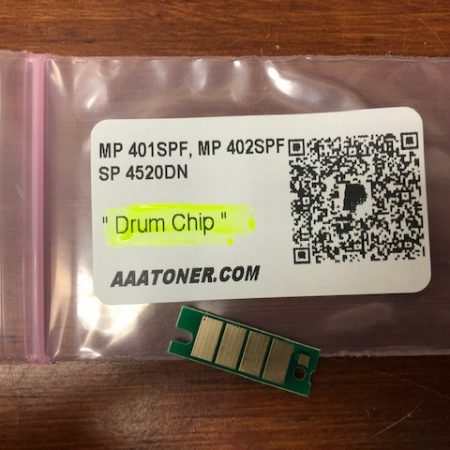 MP 401SPF, MP 402SPF
SP 4520DN
" Drum Chip "
AAATONER.COM